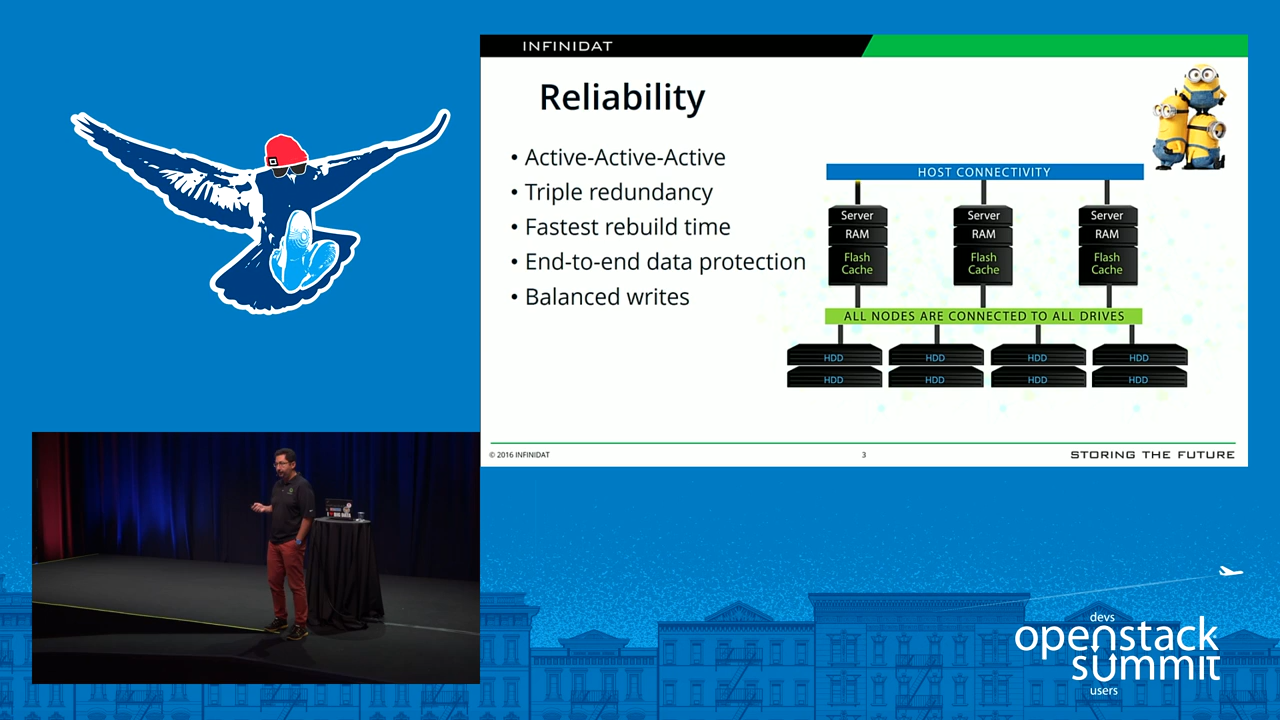 INFINIDAT
Reliability
• Active-Active-Active
• Triple redundancy
• Fastest rebuild time
• End-to-end data protection
• Balanced writes
HOST CONNECTIVITY
Server
RAM
Flash
Cache
Server
RAM
Flash
Cache
Server
RAM
Flash
Cache
ALL NODES ARE CONNECTED TO ALL DRIVES
HDD
HDD
HDD
HDD
HDD
HDD
HDD
HDD
© 2016 INFINIDAT
3
STORING THE FUTURE
devs
openstack
summit
users